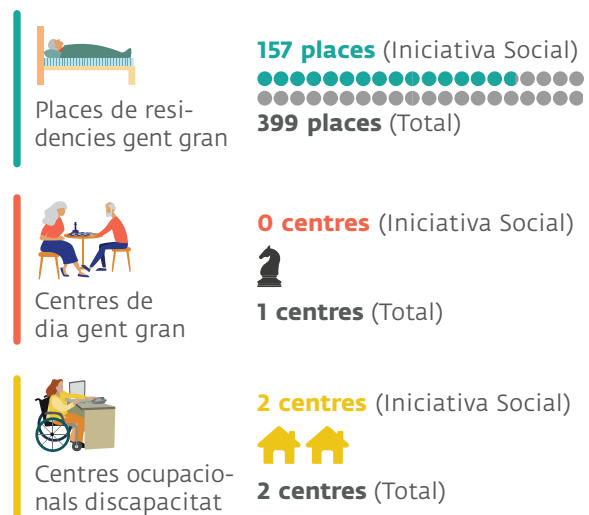 157 places (Iniciativa Social)
Places de resi-
dencies gent gran
399 places (Total)
0 centres (Iniciativa Social)
Centres de
dia gent gran
1 centres (Total)
2 centres (Iniciativa Social)
Centres ocupacio-
nals discapacitat
2 centres (Total)